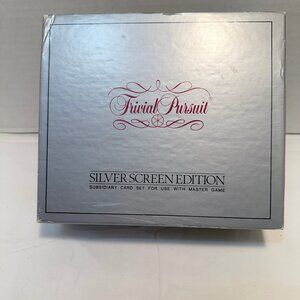 Trivial Pursuit®
SILVER SCREEN EDITION
SUBSIDIARY CARD SET FOR USE WITH MASTER GAME